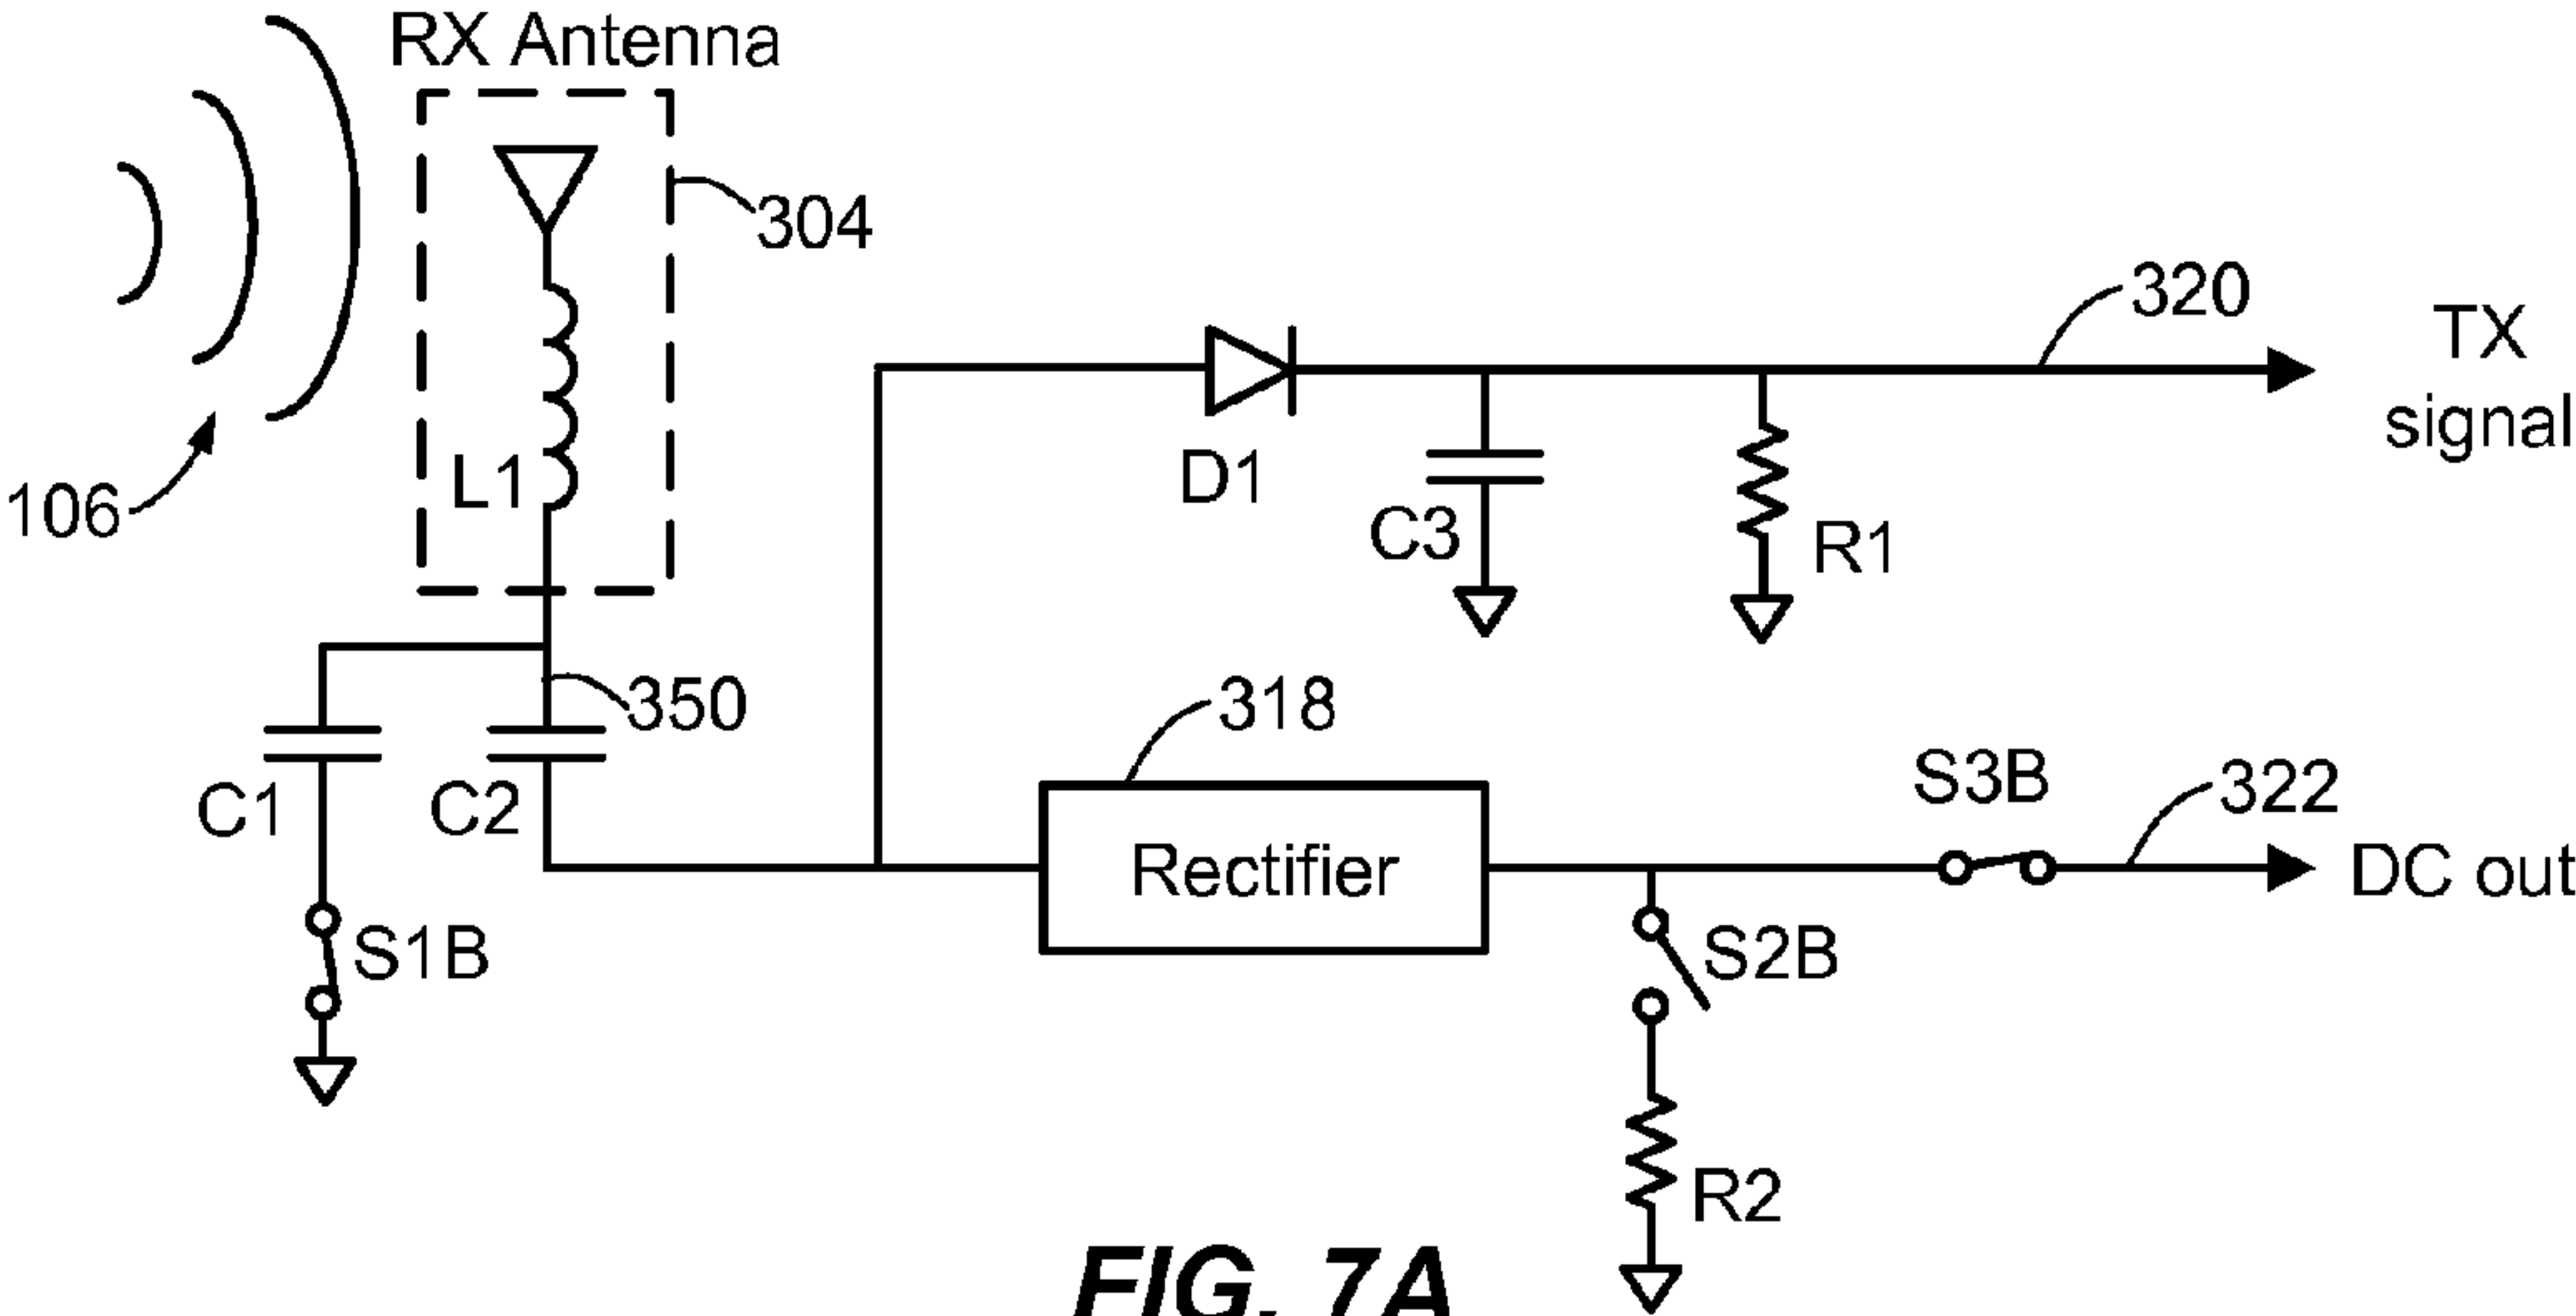 RX Antenna
304
106
L1
320
TX
signal
D1
C3
R1
350
318
C1
C2
Rectifier
S3B
322
DC out
S1B
S2B
R2
FIG. 7A